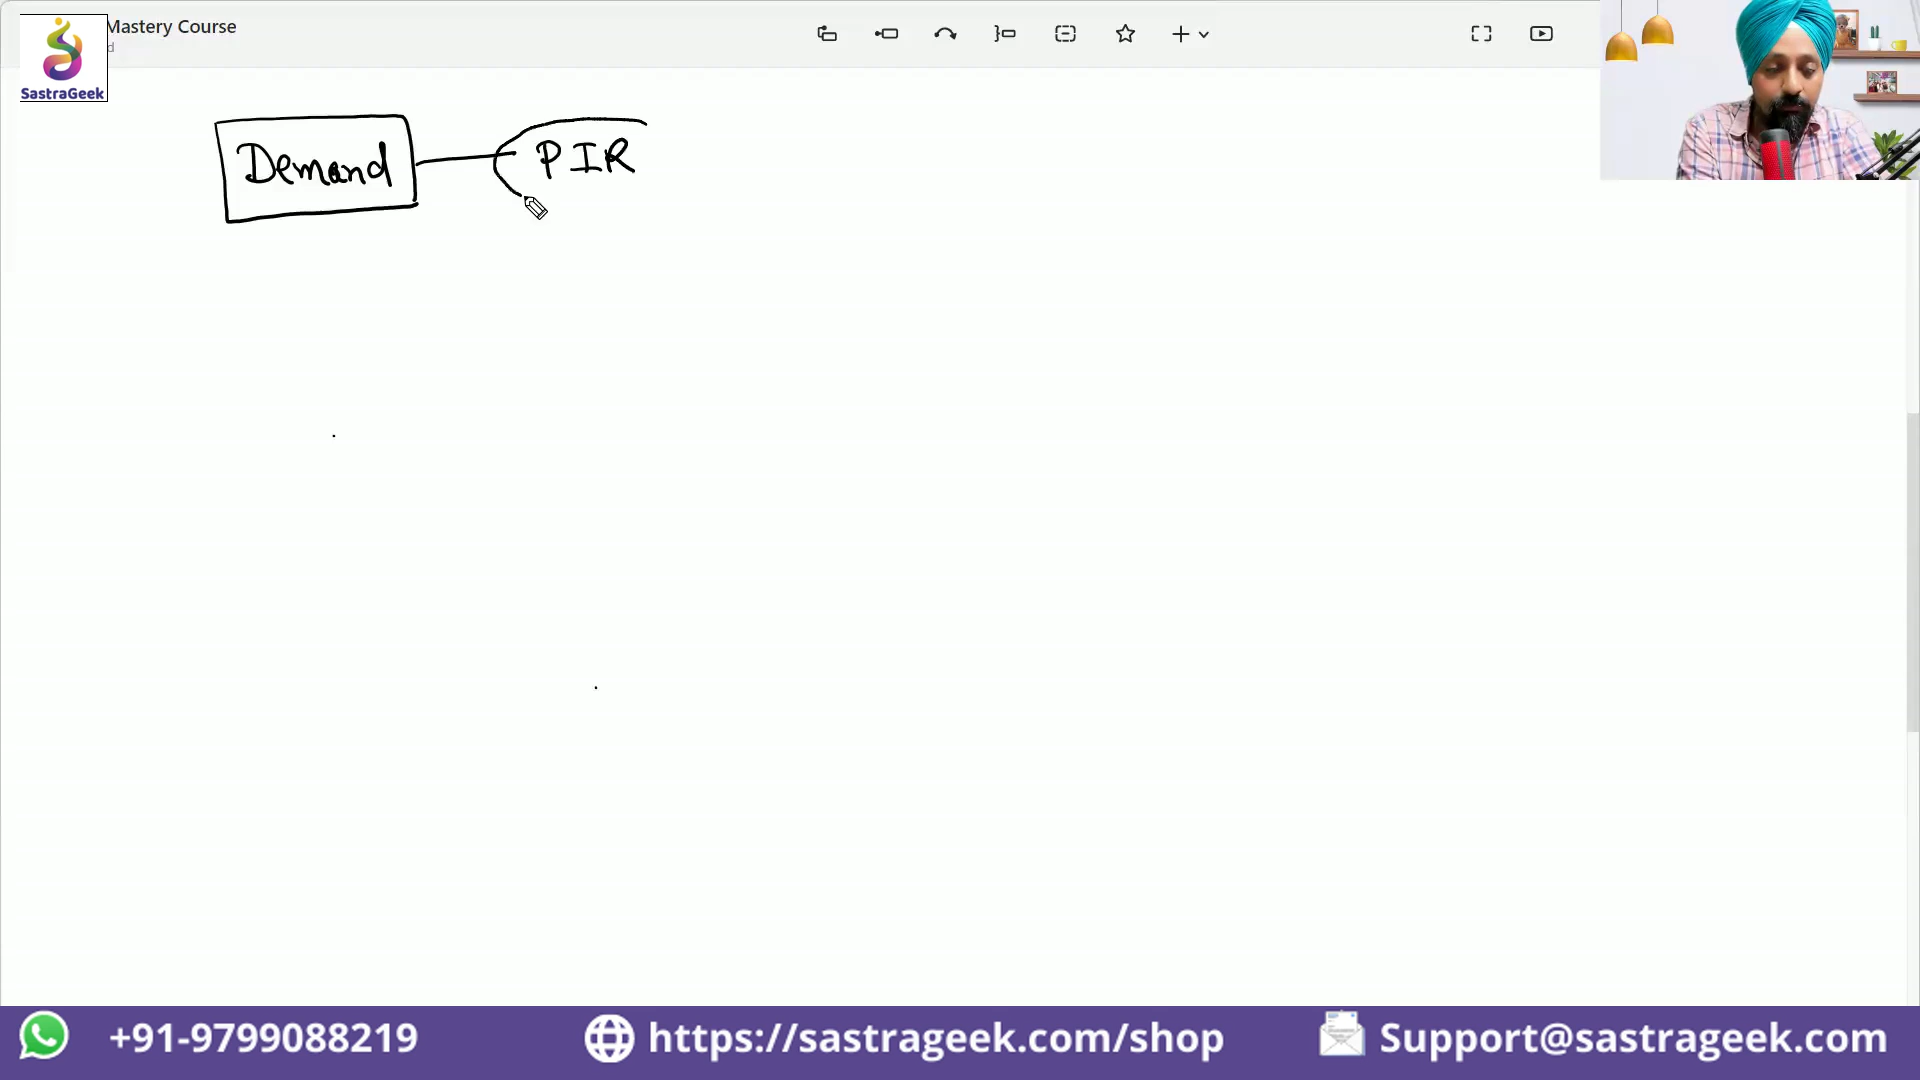 Mastery Course
d
SastraGeek
Demand
PIR
+91-9799088219
https://sastrageek.com/shop
Support@sastrageek.com